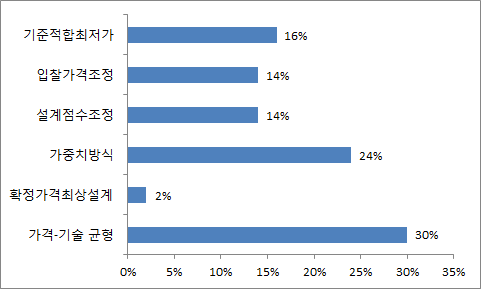 기준적합최저가 16%
입찰가격조정 14%
설계점수조정 14%
가중치방식 24%
확정가격최상설계 2%
가격-기술 균형 30%
0% 5% 10% 15% 20% 25% 30% 35%